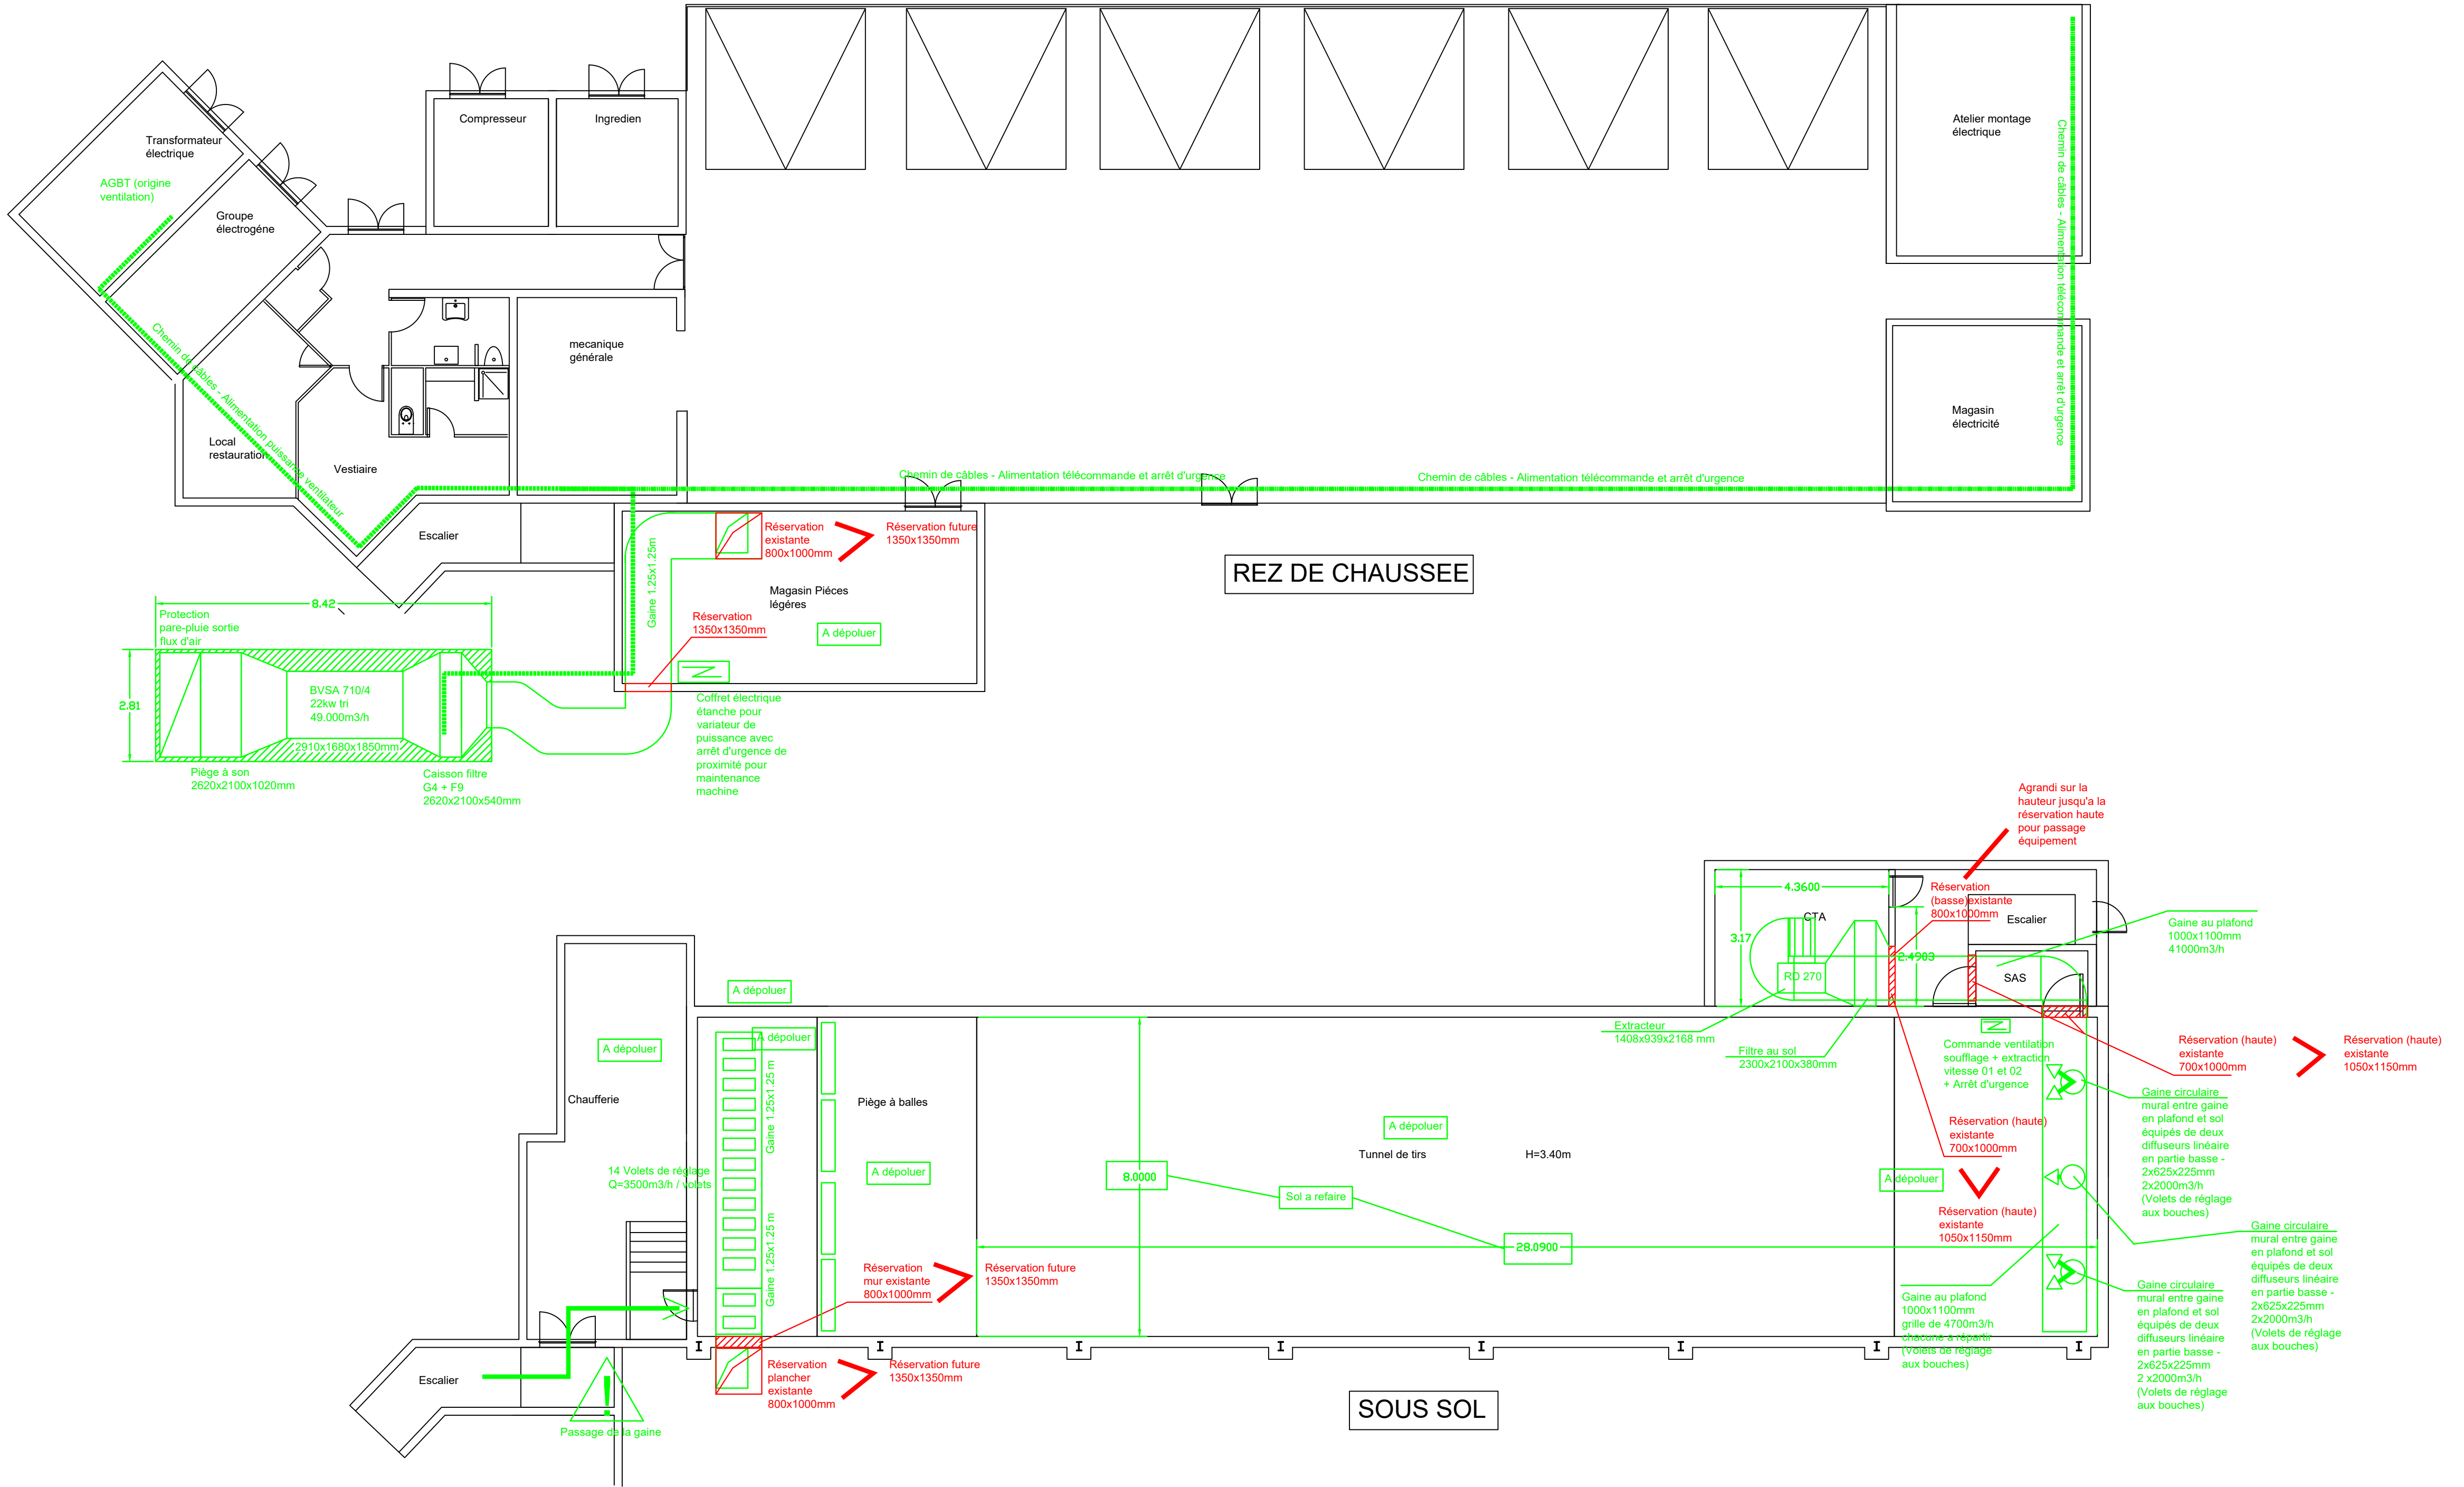 Transformateur
électrique
AGBT (origine
ventilation)
Groupe
électrogéne
Compresseur
Ingredien
Atelier montage
électrique
Chemin de câbles - Alimentation télécommande et arrêt d'urgence
mecanique
générale
Magasin
électricité
Chemin de câbles - Alimentation puissance ventilateur
Local
restauration
Vestiaire
Chemin de câbles - Alimentation télécommande et arrêt d'urgence
Chemin de câbles - Alimentation télécommande et arrêt d'urgence
Escalier
Gaine 1.25x1.25m
Réservation
existante
800x1000mm
Réservation future
1350x1350mm
Magasin Piéces
légéres
A dépoluer
Réservation
1350x1350mm
REZ DE CHAUSSEE
8.42
Protection
pare-pluie sortie
flux d'air
2.81
BVSA 710/4
22kw tri
49.000m3/h
2910x1680x1850mm
Piège à son
2620x2100x1020mm
Caisson filtre
G4 + F9
2620x2100x540mm
Coffret électrique
étanche pour
variateur de
puissance avec
arrêt d'urgence de
proximité pour
maintenance
machine
Agrandi sur la
hauteur jusqu'a la
réservation haute
pour passage
équipement
4.3600
CTA
3.17
RD 270
2.4903
Réservation
(basse)existante
800x1000mm
Escalier
SAS
Gaine au plafond
1000x1100mm
41000m3/h
Extracteur
1408x939x2168 mm
Filtre au sol
2300x2100x380mm
Commande ventilation
soufflage + extraction
vitesse 01 et 02
+ Arrêt d'urgence
Réservation (haute)
existante
700x1000mm
Réservation (haute)
existante
1050x1150mm
Gaine circulaire
mural entre gaine
en plafond et sol
équipés de deux
diffuseurs linéaire
en partie basse -
2x625x225mm
2x2000m3/h
(Volets de réglage
aux bouches)
Réservation (haute)
existante
700x1000mm
A dépoluer
Réservation (haute)
existante
1050x1150mm
Gaine circulaire
mural entre gaine
en plafond et sol
équipés de deux
diffuseurs linéaire
en partie basse -
2x625x225mm
2x2000m3/h
(Volets de réglage
aux bouches)
Gaine circulaire
mural entre gaine
en plafond et sol
équipés de deux
diffuseurs linéaire
en partie basse -
2x625x225mm
2 x2000m3/h
(Volets de réglage
aux bouches)
Gaine au plafond
1000x1100mm
grille de 4700m3/h
chacune a répartir
(Volets de réglage
aux bouches)
A dépoluer
A dépoluer
A dépoluer
Chaufferie
Gaine 1.25x1.25 m
Piège à balles
A dépoluer
14 Volets de réglage
Q=3500m3/h / volets
Gaine 1.25x1.25 m
A dépoluer
Tunnel de tirs
H=3.40m
8.0000
Sol a refaire
28.0900
Réservation
mur existante
800x1000mm
Réservation future
1350x1350mm
Réservation
plancher
existante
800x1000mm
Réservation future
1350x1350mm
Escalier
!
Passage de la gaine
SOUS SOL